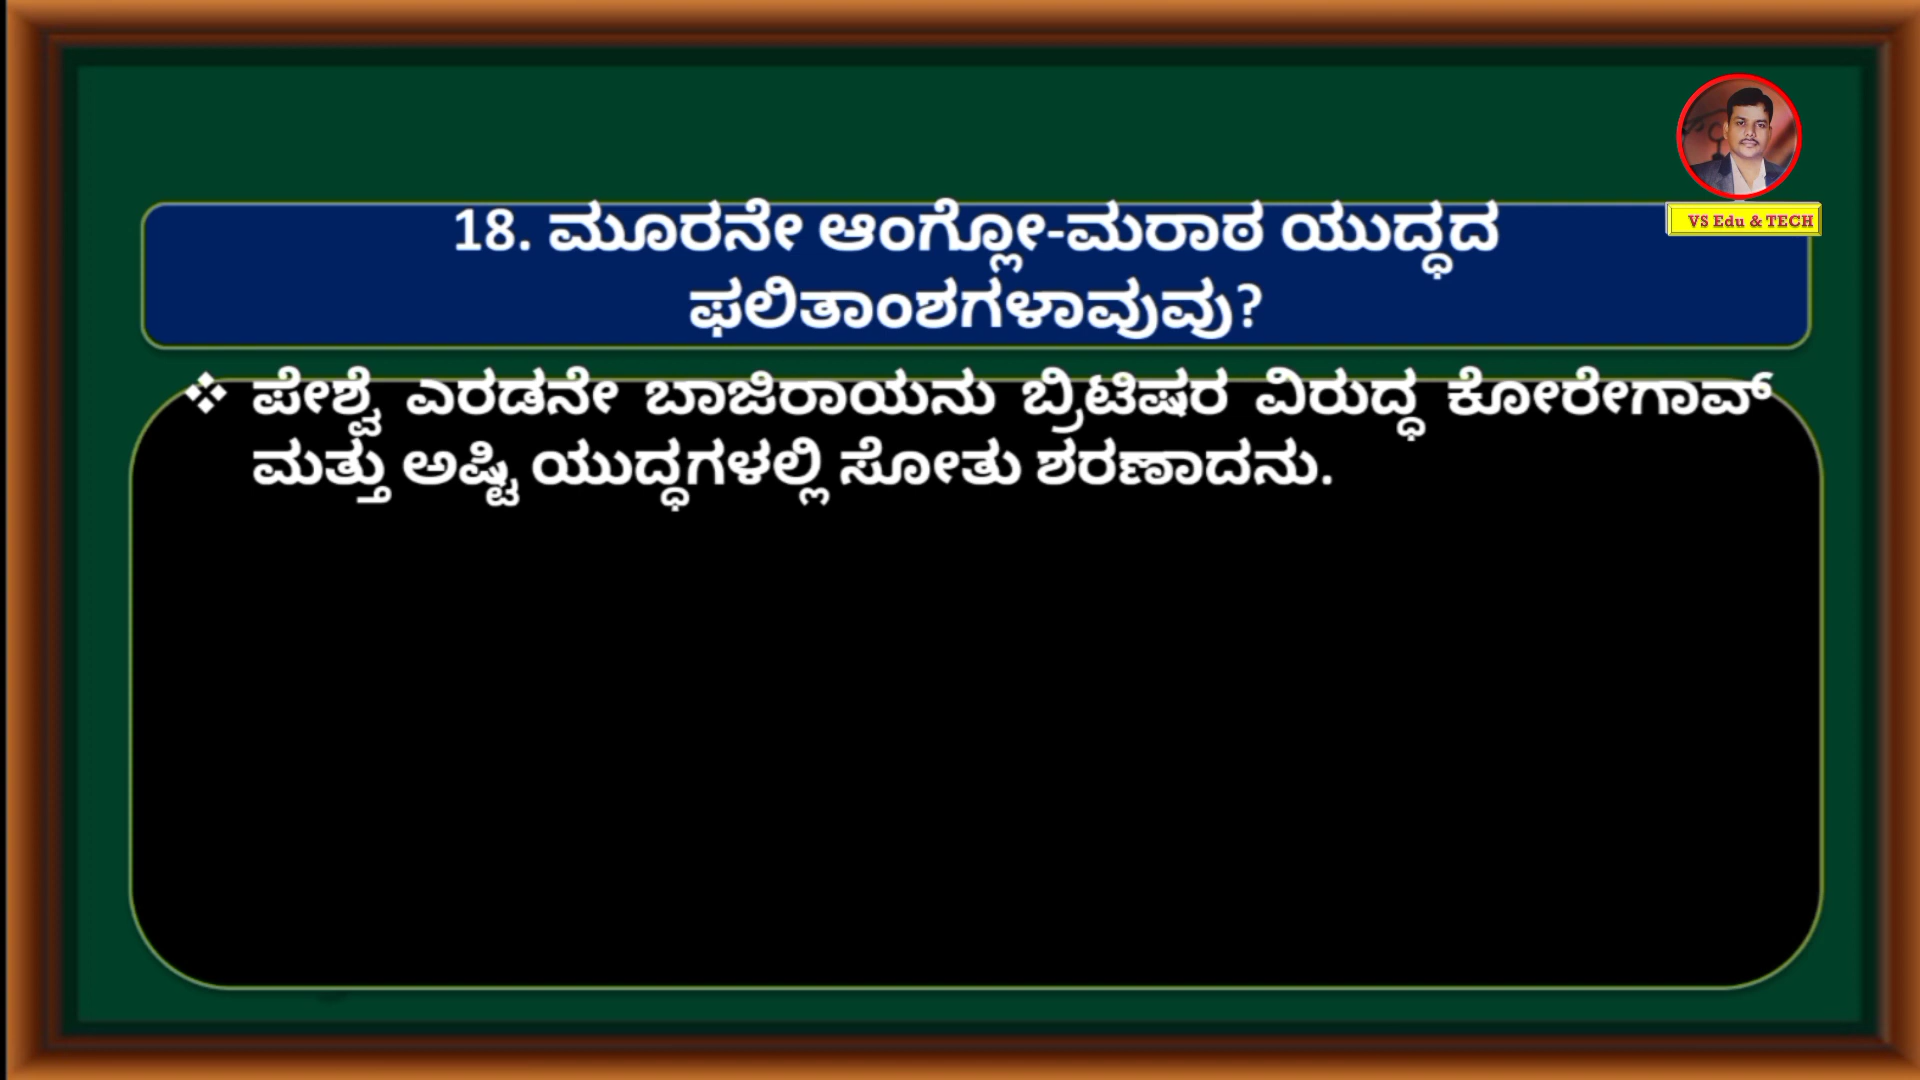 VS Edu & TECH
18. ಮೂರನೇ ಆಂಗ್ಲೋ-ಮರಾಠ ಯುದ್ಧದ
ಫಲಿತಾಂಶಗಳಾವುವು?
❖ ಪೇಶ್ವೆ ಎರಡನೇ ಬಾಜಿರಾಯನು ಬ್ರಿಟಿಷರ ವಿರುದ್ಧ ಕೋರೇಗಾವ್
ಮತ್ತು ಅಷ್ಟಿ ಯುದ್ಧಗಳಲ್ಲಿ ಸೋತು ಶರಣಾದನು.